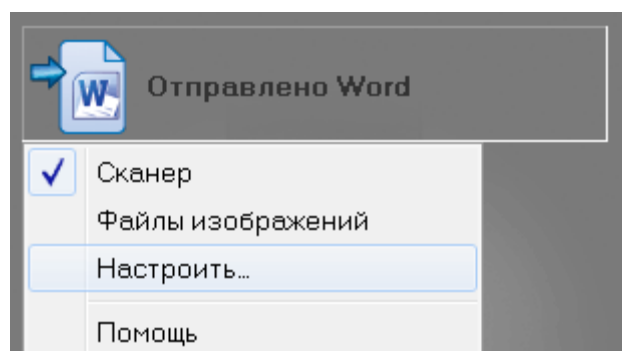 Отправлено Word
Сканер
Файлы изображений
Настроить...
Помощь